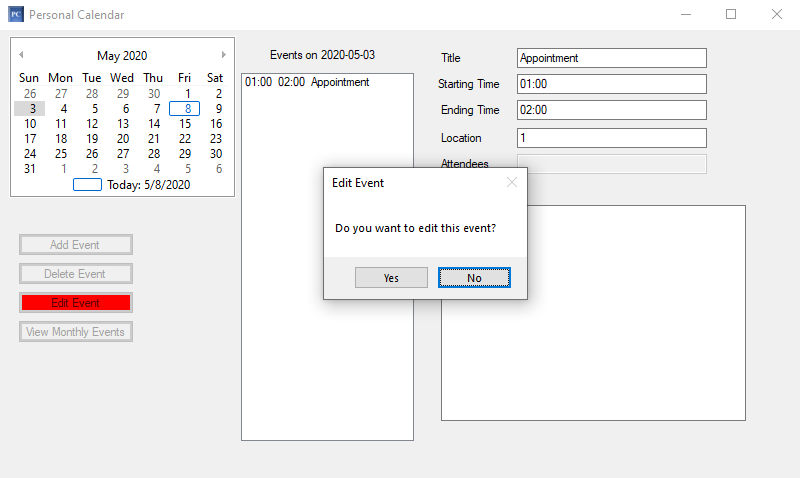 PC Personal Calendar
May 2020
Sun Mon Tue Wed Thu Fri Sat
26 27 28 29 30 1 2
3 4 5 6 7 8 9
10 11 12 13 14 15 16
17 18 19 20 21 22 23
24 25 26 27 28 29 30
31 1 2 3 4 5 6
Today: 5/8/2020
Add Event
Delete Event
Edit Event
View Monthly Events
Events on 2020-05-03
01:00 02:00 Appointment
Title Appointment
Starting Time 01:00
Ending Time 02:00
Location 1
Attendees
Edit Event
Do you want to edit this event?
Yes No